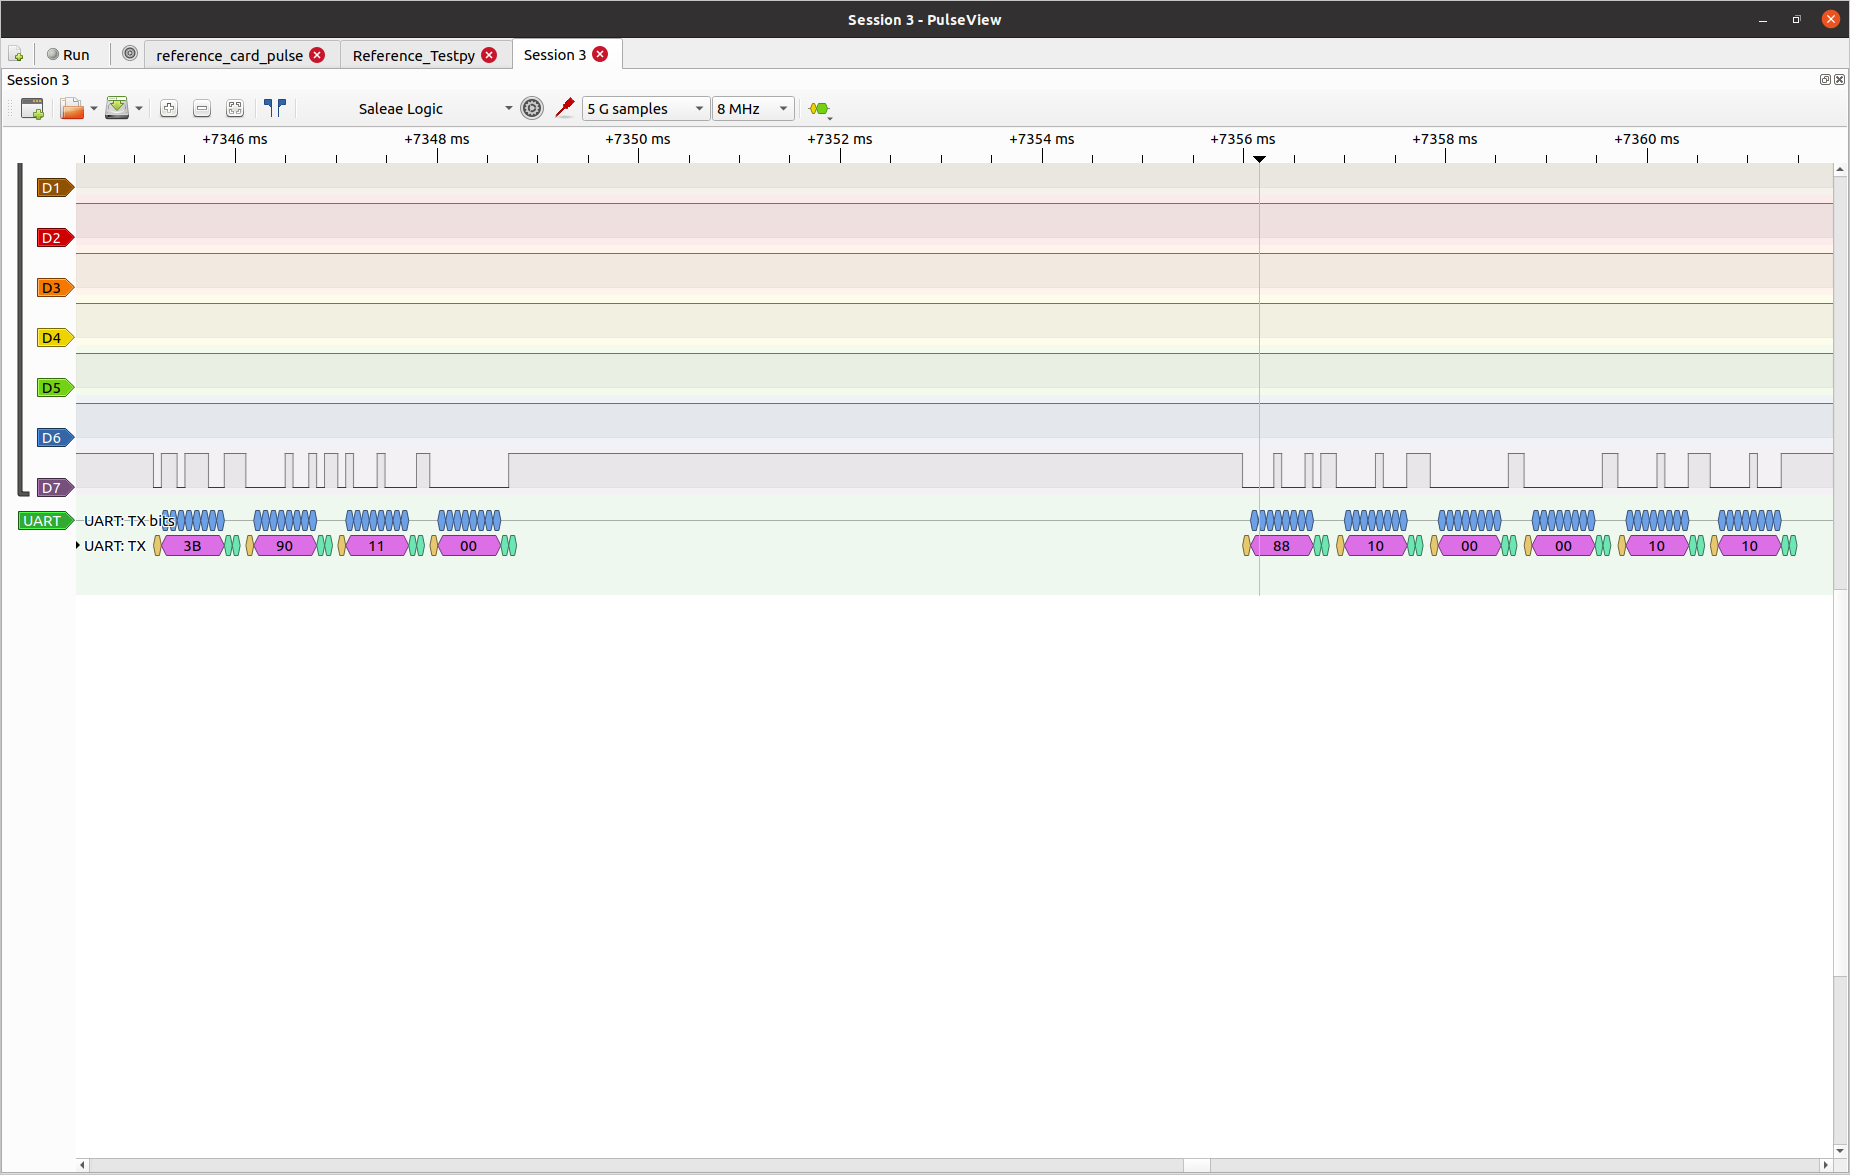 Session 3 - PulseView
Run
reference_card_pulse
Reference_Testpy
Session 3
Session 3
Saleae Logic
5 G samples
8 MHz
+7346 ms +7348 ms +7350 ms +7352 ms +7354 ms +7356 ms +7358 ms +7360 ms
D1
D2
D3
D4
D5
D6
D7
UART UART: TX bits
UART: TX 3B 90 11 00 88 10 00 00 10 10